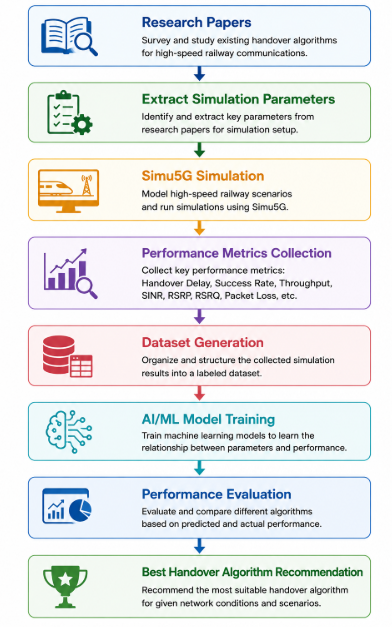 Research Papers
Survey and study existing handover algorithms
for high-speed railway communications.
Extract Simulation Parameters
Identify and extract key parameters from
research papers for simulation setup.
Simu5G Simulation
Model high-speed railway scenarios
and run simulations using Simu5G.
Performance Metrics Collection
Collect key performance metrics:
Handover Delay, Success Rate, Throughput,
SINR, RSRP, RSRQ, Packet Loss, etc.
Dataset Generation
Organize and structure the collected simulation
results into a labeled dataset.
AI/ML Model Training
Train machine learning models to learn the
relationship between parameters and performance.
Performance Evaluation
Evaluate and compare different algorithms
based on predicted and actual performance.
Best Handover Algorithm Recommendation
Recommend the most suitable handover algorithm
for given network conditions and scenarios.